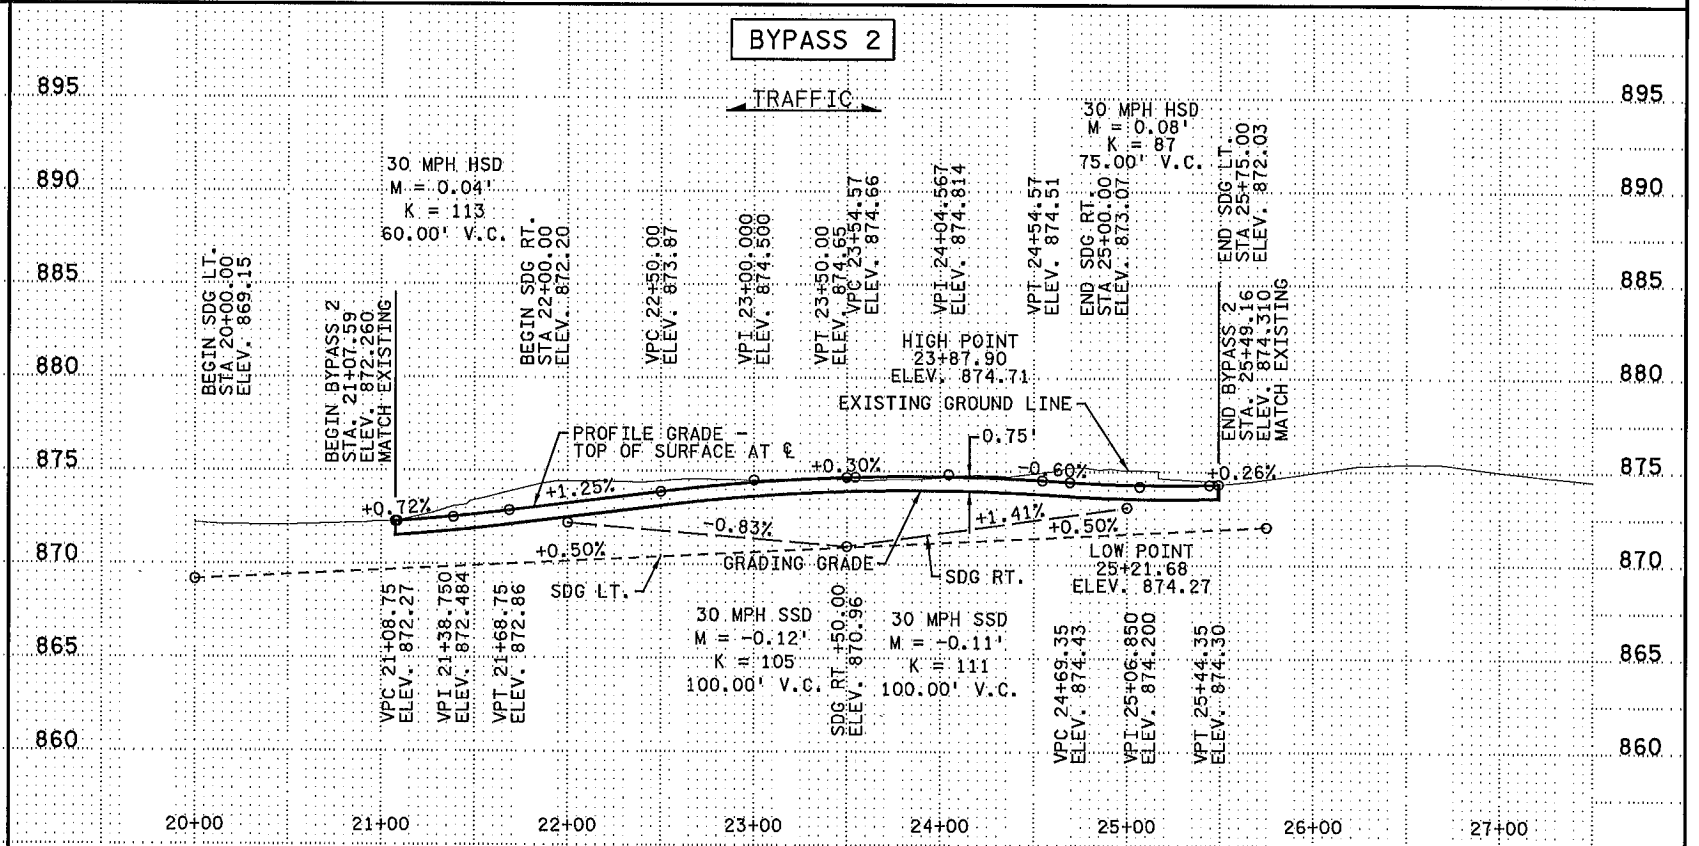 BYPASS 2
TRAFFIC
895
890
885
880
875
870
865
860
895
890
885
880
875
870
865
860
30 MPH HSD
M = 0.04'
K = 113
60.00' V.C.
30 MPH HSD
M = 0.08'
K = 87
75.00' V.C.
BEGIN SDG LT.
STA 20+00.00
ELEV. 869.15
BEGIN BYPASS 2
STA. 21+07.59
ELEV. 872.260
MATCH EXISTING
BEGIN SDG RT.
STA 22+00.00
ELEV. 872.20
VPC 22+50.00
ELEV. 873.87
VPI 23+00.000
ELEV. 874.500
VPT 23+50.00
ELEV. 874.65
VPC 23+54.57
ELEV. 874.66
VPI 24+04.567
ELEV. 874.814
VPT 24+54.57
ELEV. 874.51
END SDG RT.
STA 25+00.00
ELEV. 873.07
END SDG LT.
STA 25+75.00
ELEV. 872.03
END BYPASS 2
STA. 25+49.16
ELEV. 874.310
MATCH EXISTING
HIGH POINT
23+87.90
ELEV. 874.71
EXISTING GROUND LINE
PROFILE GRADE -
TOP OF SURFACE AT ℄
0.75'
+0.72%
+1.25%
+0.30%
-0.60%
+0.26%
-0.83%
+1.41%
+0.50%
+0.50%
GRADING GRADE
SDG LT.
SDG RT.
LOW POINT
25+21.68
ELEV. 874.27
VPC 21+08.75
ELEV. 872.27
VPI 21+38.750
ELEV. 872.484
VPT 21+68.75
ELEV. 872.86
30 MPH SSD
M = -0.12'
K = 105
100.00' V.C.
SDG RT +50.00
ELEV. 870.96
30 MPH SSD
M = -0.11'
K = 111
100.00' V.C.
VPC 24+69.35
ELEV. 874.43
VPI 25+06.850
ELEV. 874.200
VPT 25+44.35
ELEV. 874.30
20+00
21+00
22+00
23+00
24+00
25+00
26+00
27+00